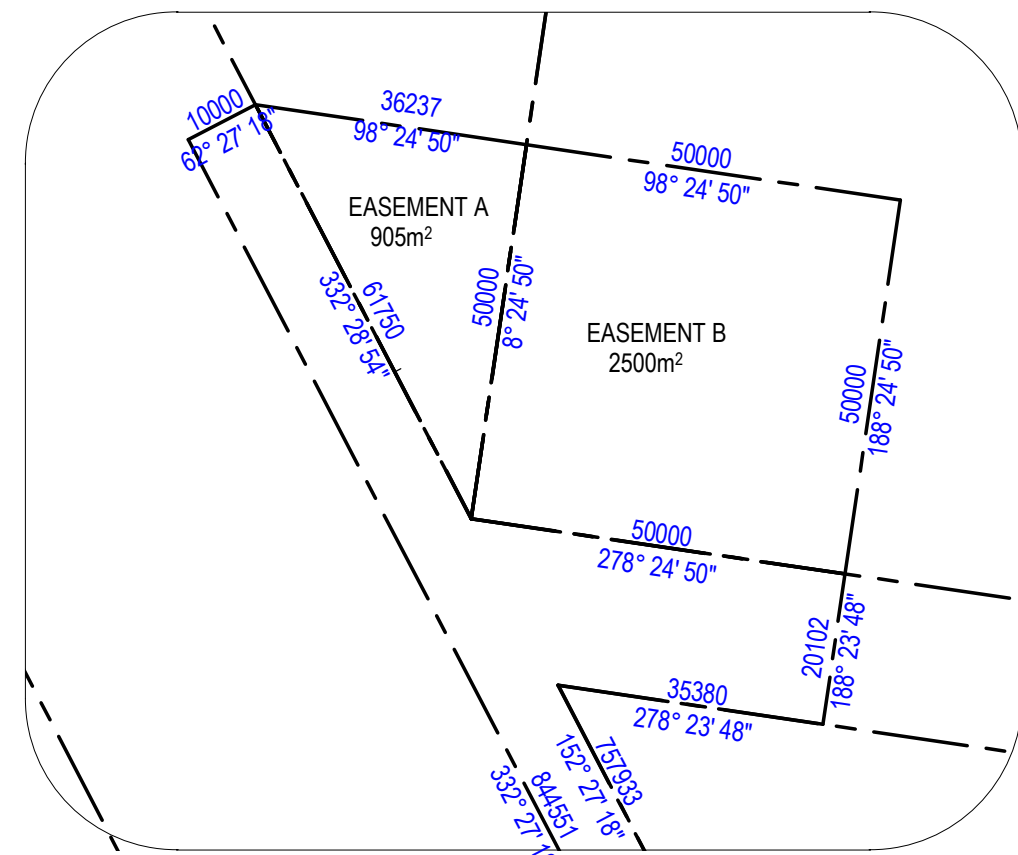 10000
62° 27' 18"
36237
98° 24' 50"
50000
98° 24' 50"
EASEMENT A
905m²
61750
332° 28' 54"
50000
8° 24' 50"
EASEMENT B
2500m²
50000
188° 24' 50"
50000
278° 24' 50"
20102
188° 23' 48"
35380
278° 23' 48"
757933
152° 27' 18"
844551
332° 27'